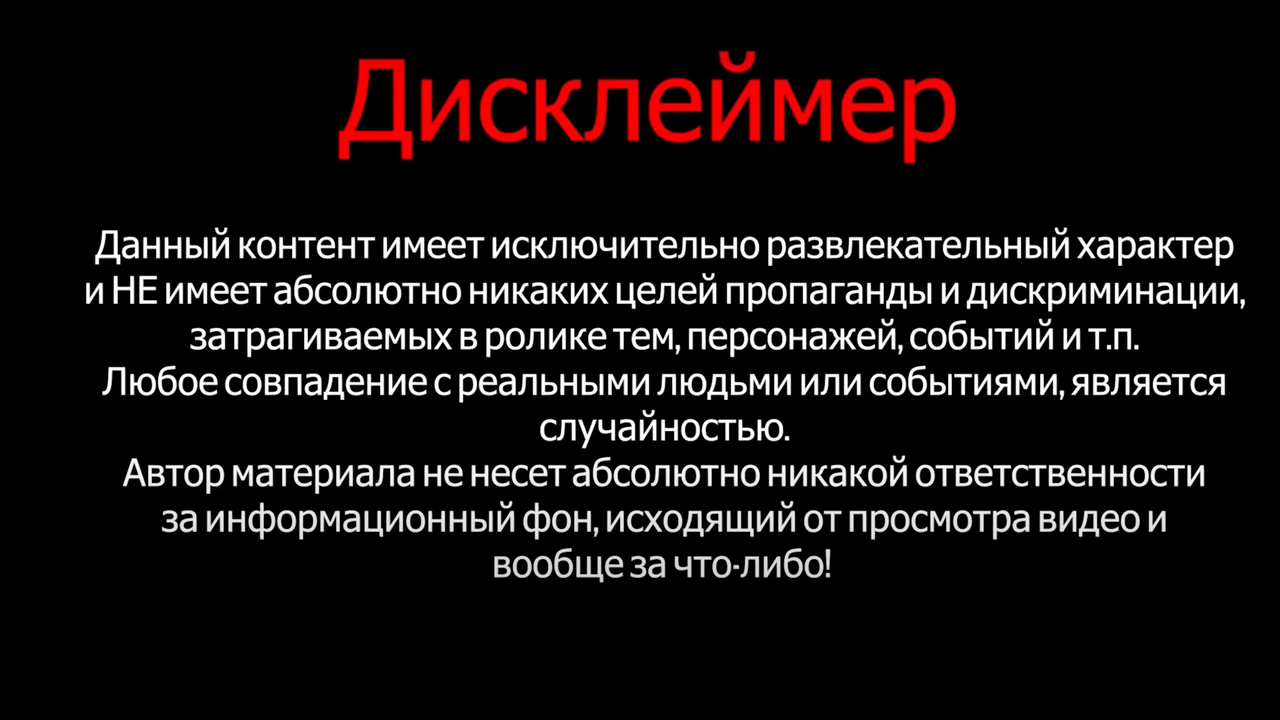 Дисклеймер
Данный контент имеет исключительно развлекательный характер
и НЕ имеет абсолютно никаких целей пропаганды и дискриминации,
затрагиваемых в ролике тем, персонажей, событий и т.п.
Любое совпадение с реальными людьми или событиями, является
случайностью.
Автор материала не несет абсолютно никакой ответственности
за информационный фон, исходящий от просмотра видео и
вообще за что-либо!